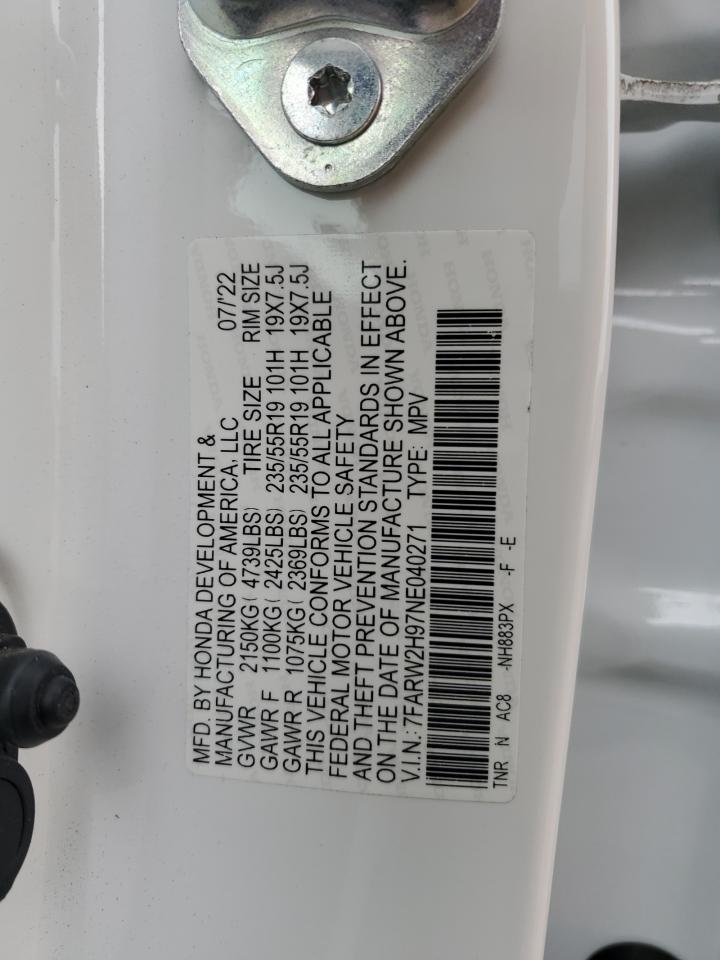 MFD. BY HONDA DEVELOPMENT &
MANUFACTURING OF AMERICA, LLC 07/'22
GVWR 2150KG( 4739LBS) TIRE SIZE RIM SIZE
GAWR F 1100KG( 2425LBS) 235/55R19 101H 19X7.5J
GAWR R 1075KG( 2369LBS) 235/55R19 101H 19X7.5J
THIS VEHICLE CONFORMS TO ALL APPLICABLE
FEDERAL MOTOR VEHICLE SAFETY
AND THEFT PREVENTION STANDARDS IN EFFECT
ON THE DATE OF MANUFACTURE SHOWN ABOVE.
V.I.N.: 7FARW2H97NE040271 TYPE: MPV
TNR N AC8 -NH883PX -F -E